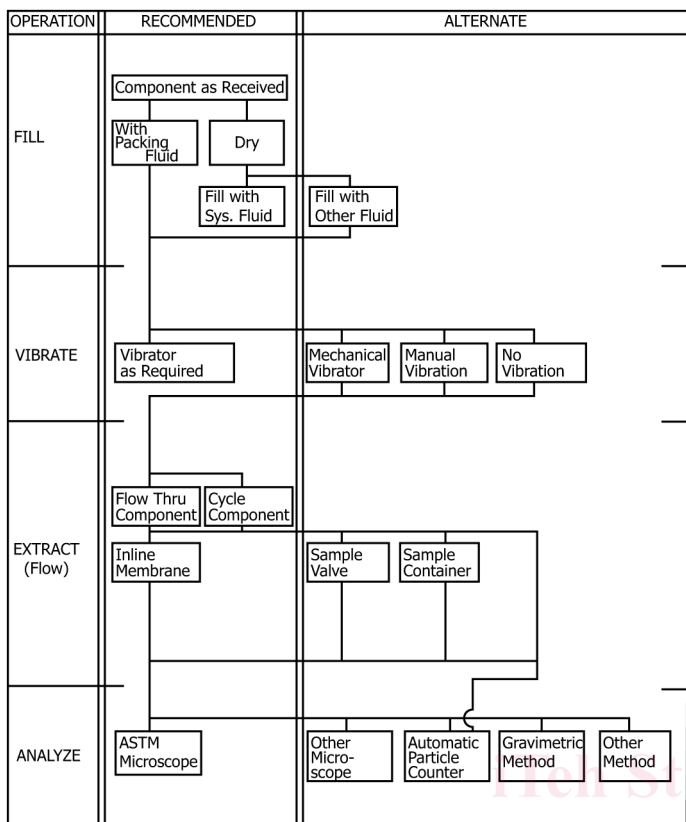 OPERATION
RECOMMENDED
ALTERNATE
FILL
Component as Received
With
Packing
Fluid
Dry
Fill with
Sys. Fluid
Fill with
Other Fluid
VIBRATE
Vibrator
as Required
Mechanical
Vibrator
Manual
Vibration
No
Vibration
EXTRACT
(Flow)
Flow Thru
Component
Cycle
Component
Inline
Membrane
Sample
Valve
Sample
Container
ANALYZE
ASTM
Microscope
Other
Micro-
scope
Automatic
Particle
Counter
Gravimetric
Method
Other
Method
iTeh St